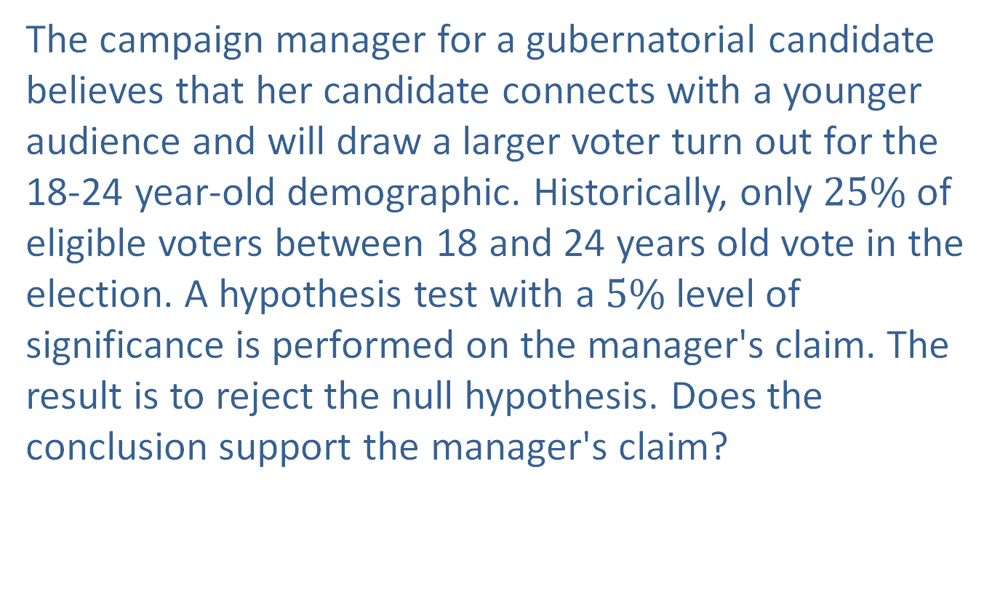 The campaign manager for a gubernatorial candidate
believes that her candidate connects with a younger
audience and will draw a larger voter turn out for the
18-24 year-old demographic. Historically, only 25% of
eligible voters between 18 and 24 years old vote in the
election. A hypothesis test with a 5% level of
significance is performed on the manager's claim. The
result is to reject the null hypothesis. Does the
conclusion support the manager's claim?